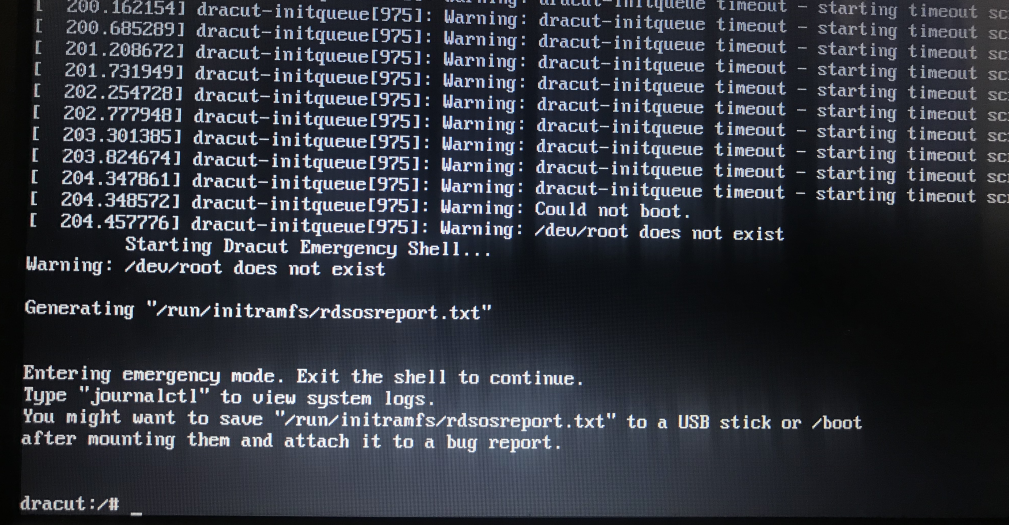 [  200.162154] dracut-initqueue[975]: Warning: dracut-initqueue timeout - starting timeout
[  200.685289] dracut-initqueue[975]: Warning: dracut-initqueue timeout - starting timeout
[  201.208672] dracut-initqueue[975]: Warning: dracut-initqueue timeout - starting timeout
[  201.731949] dracut-initqueue[975]: Warning: dracut-initqueue timeout - starting timeout
[  202.254728] dracut-initqueue[975]: Warning: dracut-initqueue timeout - starting timeout
[  202.777948] dracut-initqueue[975]: Warning: dracut-initqueue timeout - starting timeout
[  203.301385] dracut-initqueue[975]: Warning: dracut-initqueue timeout - starting timeout
[  203.824674] dracut-initqueue[975]: Warning: dracut-initqueue timeout - starting timeout
[  204.347861] dracut-initqueue[975]: Warning: dracut-initqueue timeout - starting timeout
[  204.348572] dracut-initqueue[975]: Warning: Could not boot.
[  204.457776] dracut-initqueue[975]: Warning: /dev/root does not exist
Starting Dracut Emergency Shell...
Warning: /dev/root does not exist
Generating "/run/initramfs/rdsosreport.txt"
Entering emergency mode. Exit the shell to continue.
Type "journalctl" to view system logs.
You might want to save "/run/initramfs/rdsosreport.txt" to a USB stick or /boot
after mounting them and attach it to a bug report.
dracut:/# _